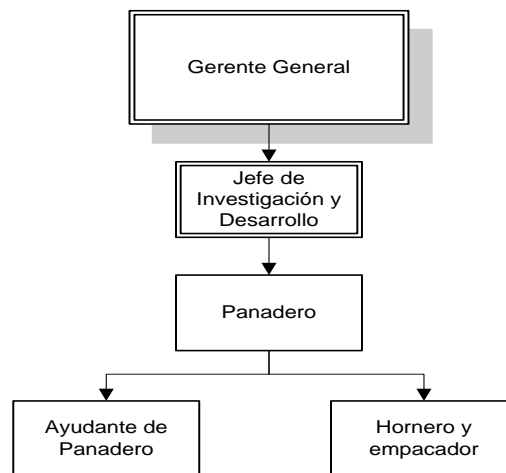 Gerente General
Jefe de
Investigación y
Desarrollo
Panadero
Ayudante de
Panadero
Hornero y
empacador